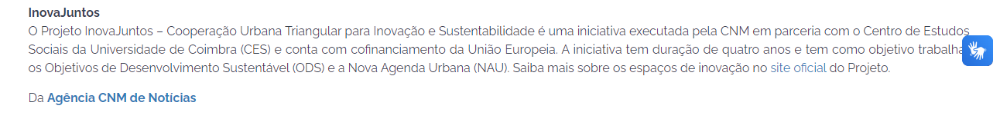 InovaJuntos
O Projeto InovaJuntos – Cooperação Urbana Triangular para Inovação e Sustentabilidade é uma iniciativa executada pela CNM em parceria com o Centro de Estudos
Sociais da Universidade de Coimbra (CES) e conta com cofinanciamento da União Europeia. A iniciativa tem duração de quatro anos e tem como objetivo
os Objetivos de Desenvolvimento Sustentável (ODS) e a Nova Agenda Urbana (NAU). Saiba mais sobre os espaços de inovação no site oficial do Projeto.
Da Agência CNM de Notícias